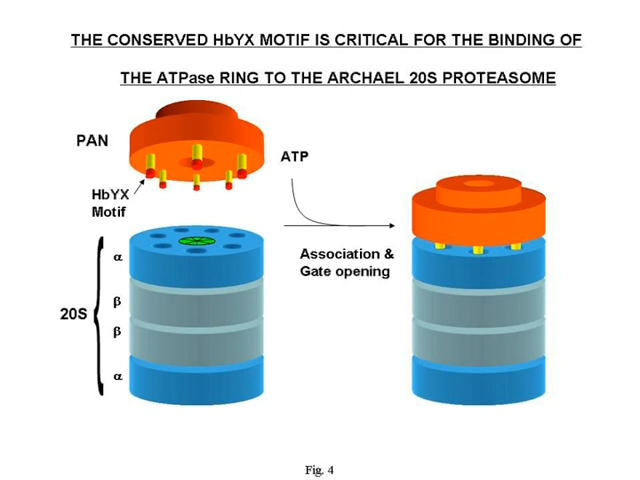 THE CONSERVED HbYX MOTIF IS CRITICAL FOR THE BINDING OF
THE ATPase RING TO THE ARCHAEL 20S PROTEASOME
PAN
ATP
HbYX
Motif
α
Association &
Gate opening
β
20S
β
α
Fig. 4